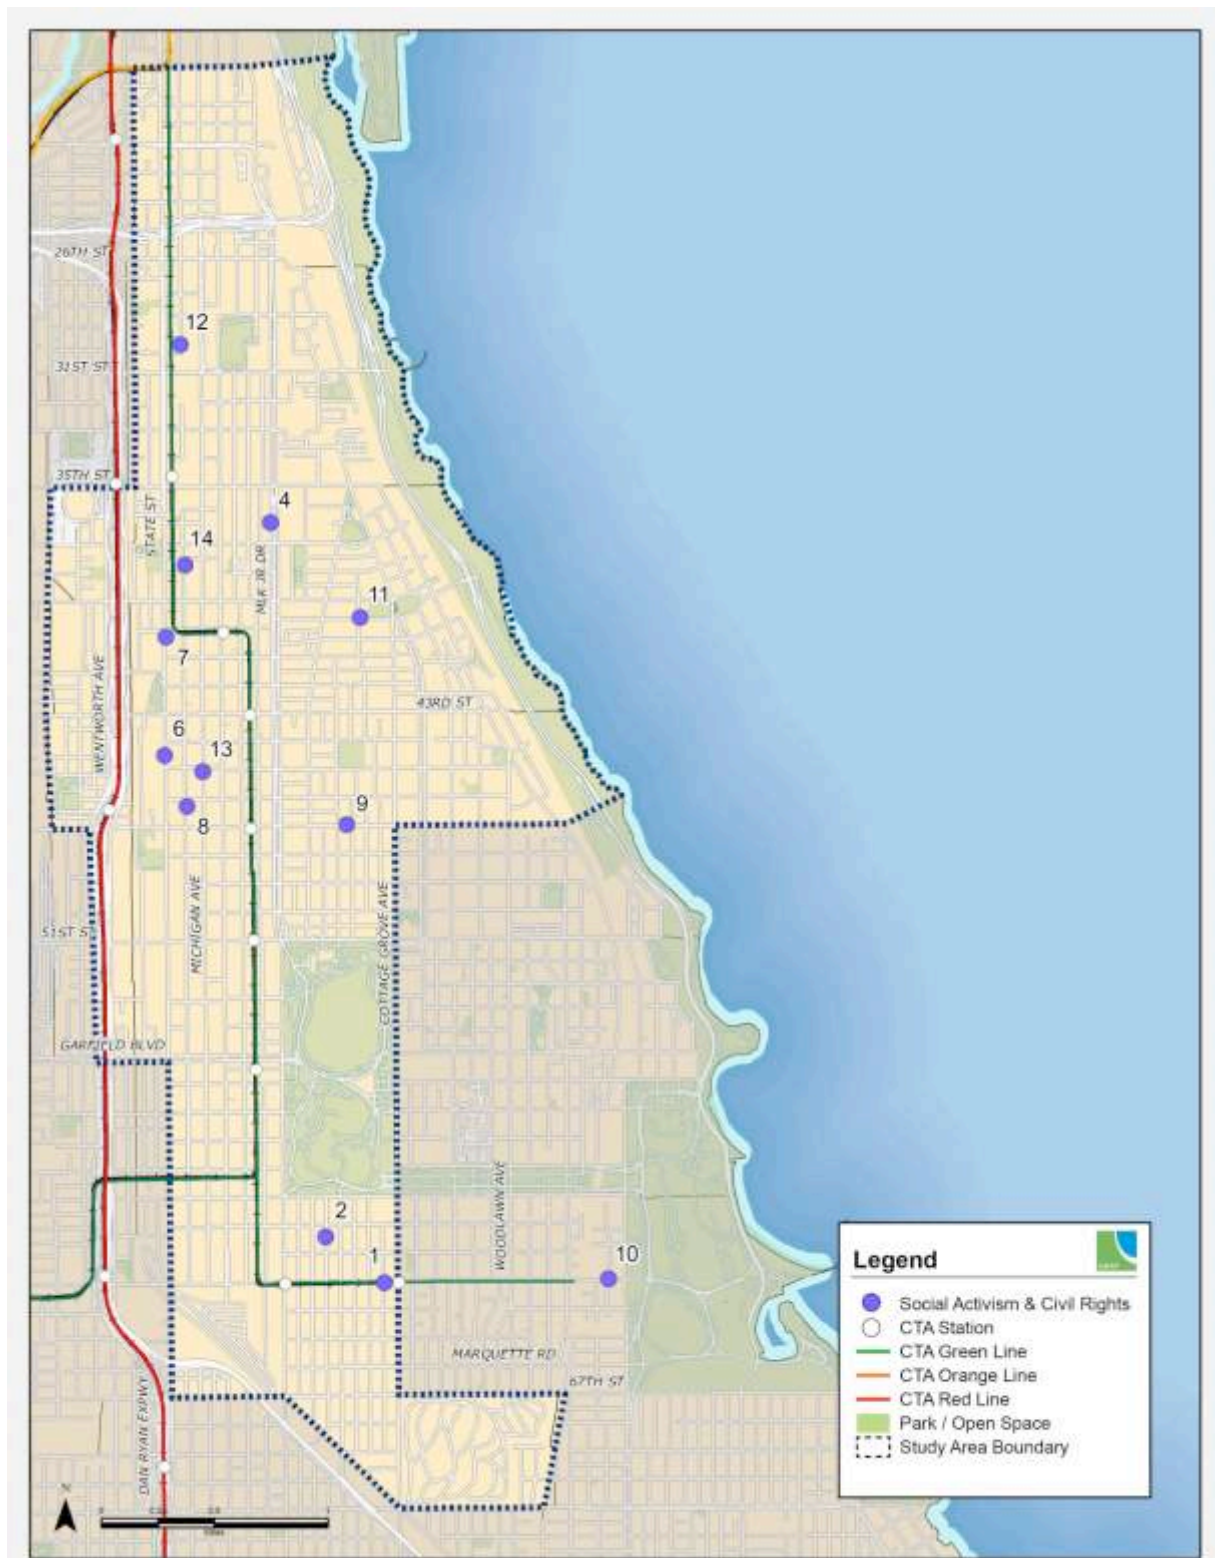 26TH ST
12
31ST ST
35TH ST
STATE ST
4
14
MLK JR DR
11
7
WENTWORTH AVE
43RD ST
6
13
9
8
MICHIGAN AVE
COTTAGE GROVE AVE
51ST ST
GARFIELD BLVD
WOODLAWN AVE
2
1
10
MARQUETTE RD
67TH ST
DAN RYAN EXPWY
N
0
1
Legend
Social Activism & Civil Rights
CTA Station
CTA Green Line
CTA Orange Line
CTA Red Line
Park / Open Space
Study Area Boundary